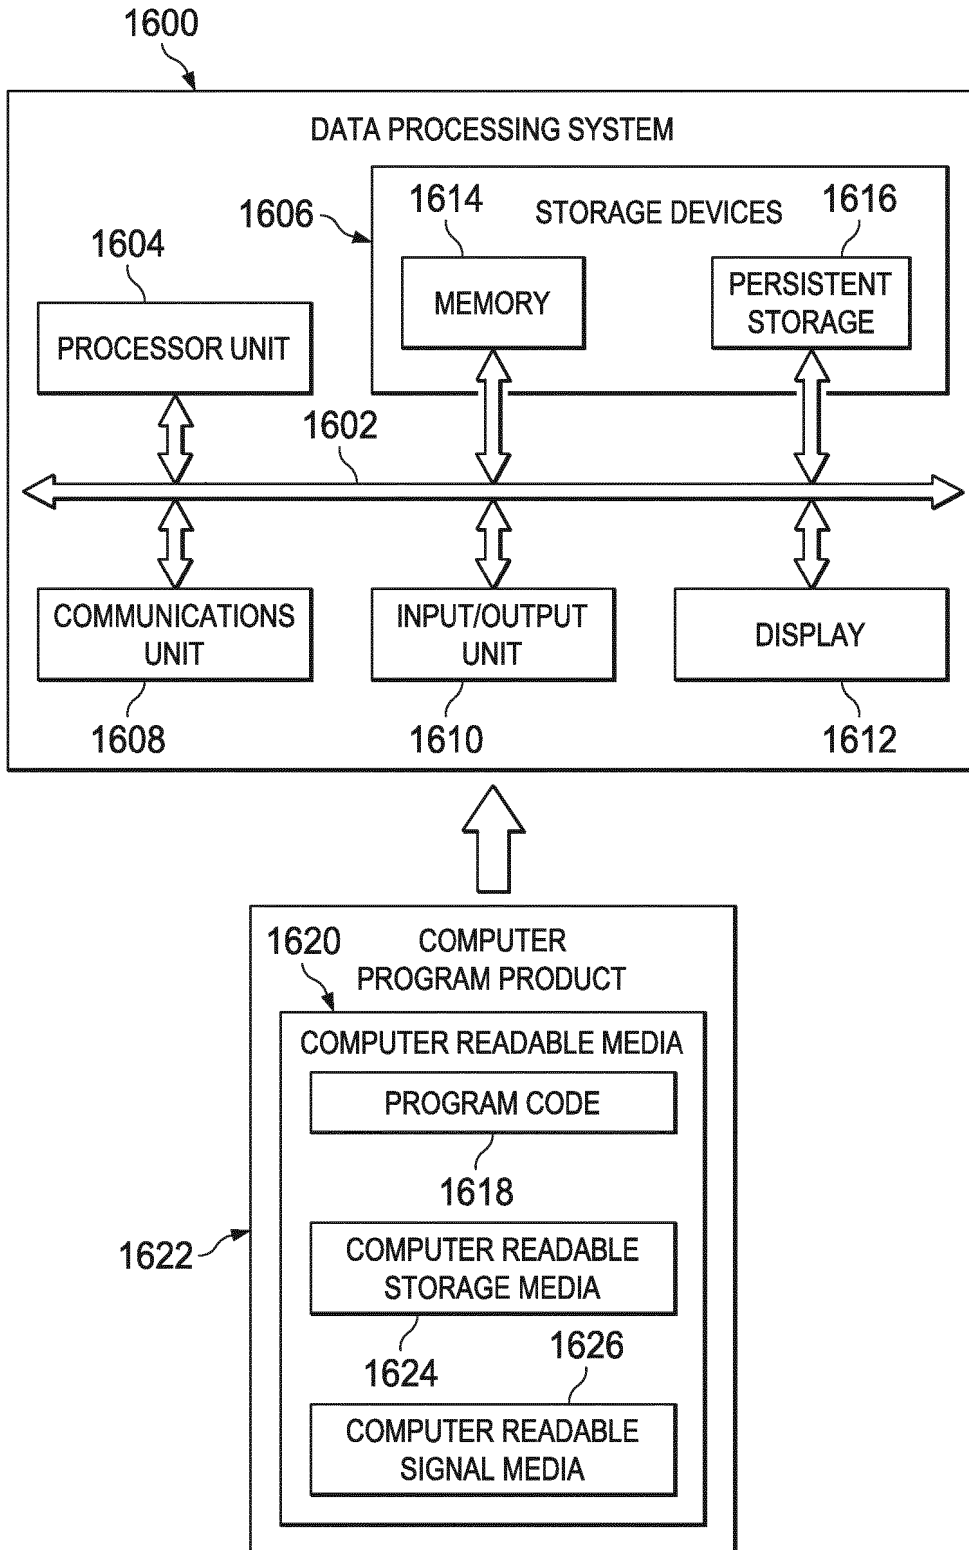 1600
DATA PROCESSING SYSTEM
1606
1614
STORAGE DEVICES
1616
1604
MEMORY
PERSISTENT
STORAGE
PROCESSOR UNIT
1602
COMMUNICATIONS
UNIT
INPUT/OUTPUT
UNIT
DISPLAY
1608
1610
1612
1620
COMPUTER
PROGRAM PRODUCT
COMPUTER READABLE MEDIA
PROGRAM CODE
1618
1622
COMPUTER READABLE
STORAGE MEDIA
1624
1626
COMPUTER READABLE
SIGNAL MEDIA